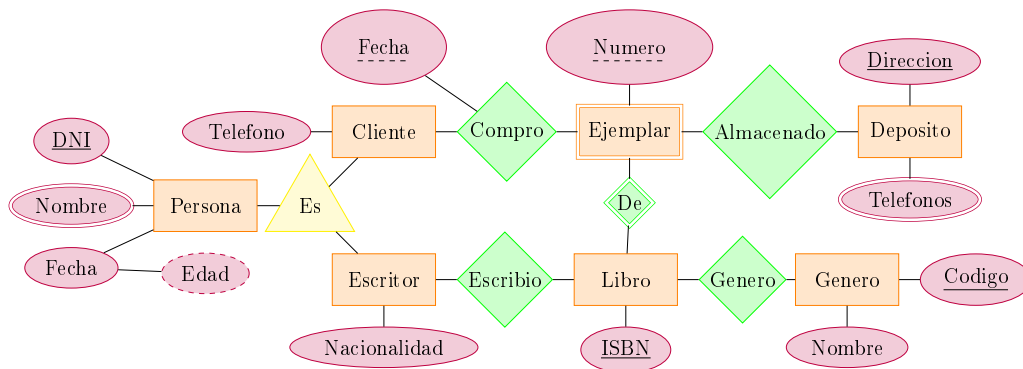 Fecha
Numero
Direccion
Telefono
Cliente
Compro
Ejemplar
Almacenado
Deposito
DNI
Nombre
Persona
Es
De
Telefonos
Fecha
Edad
Escritor
Escribio
Libro
Genero
Genero
Codigo
Nacionalidad
ISBN
Nombre